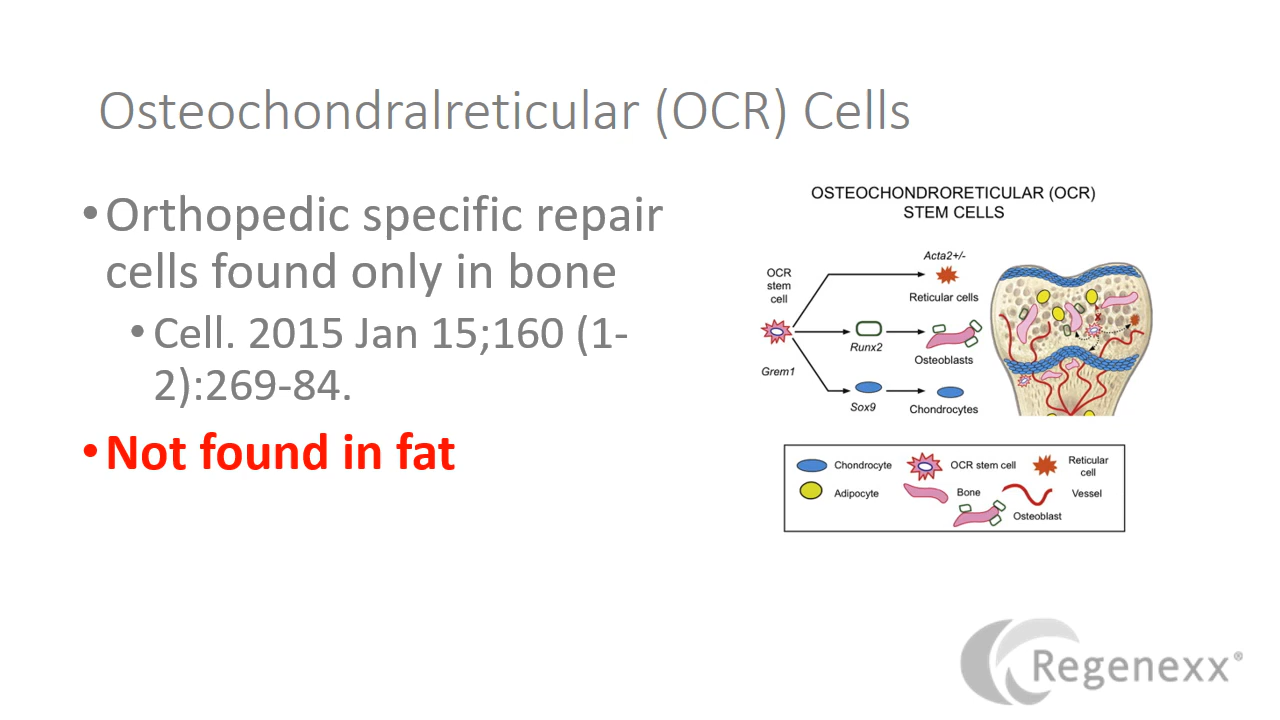 Osteochondralreticular (OCR) Cells
•Orthopedic specific repair
cells found only in bone
•Cell. 2015 Jan 15;160 (1-
2):269-84.
•Not found in fat
OSTEOCHONDRORETICULAR (OCR)
STEM CELLS
OCR
stem
cell
Grem1
Acta2+/-
Reticular cells
Runx2
Osteoblasts
Sox9
Chondrocytes
x
Chondrocyte
OCR stem cell
Reticular
cell
Adipocyte
Bone
Vessel
Osteoblast
Regenexx®